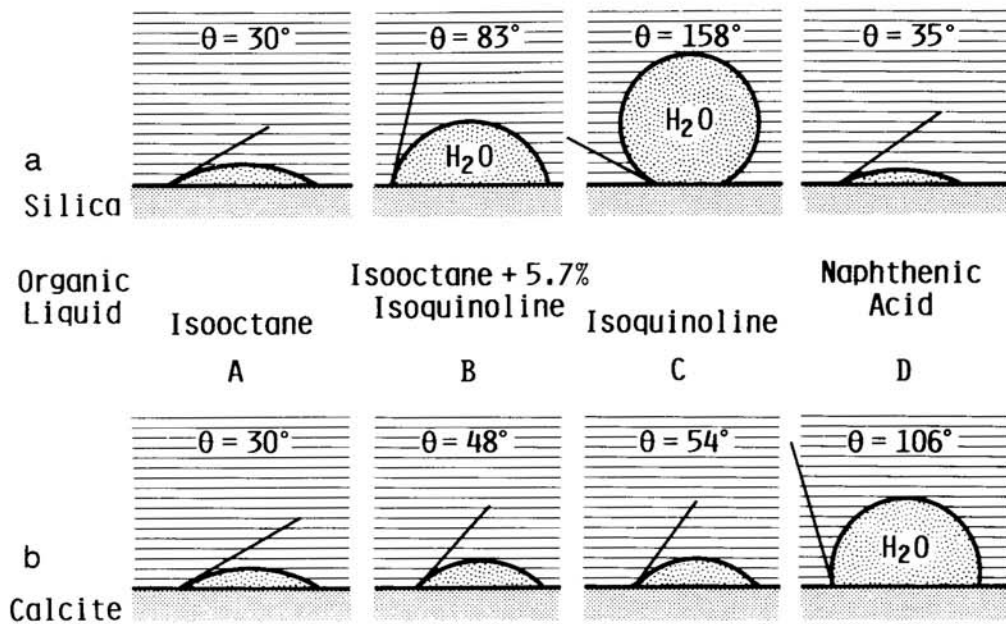 θ = 30° θ = 83° θ = 158° θ = 35°
H₂O H₂O
a
Silica
Organic
Liquid
Isooctane
Isooctane + 5.7%
Isoquinoline
Isoquinoline
Naphthenic
Acid
A B C D
θ = 30° θ = 48° θ = 54° θ = 106°
H₂O
b
Calcite